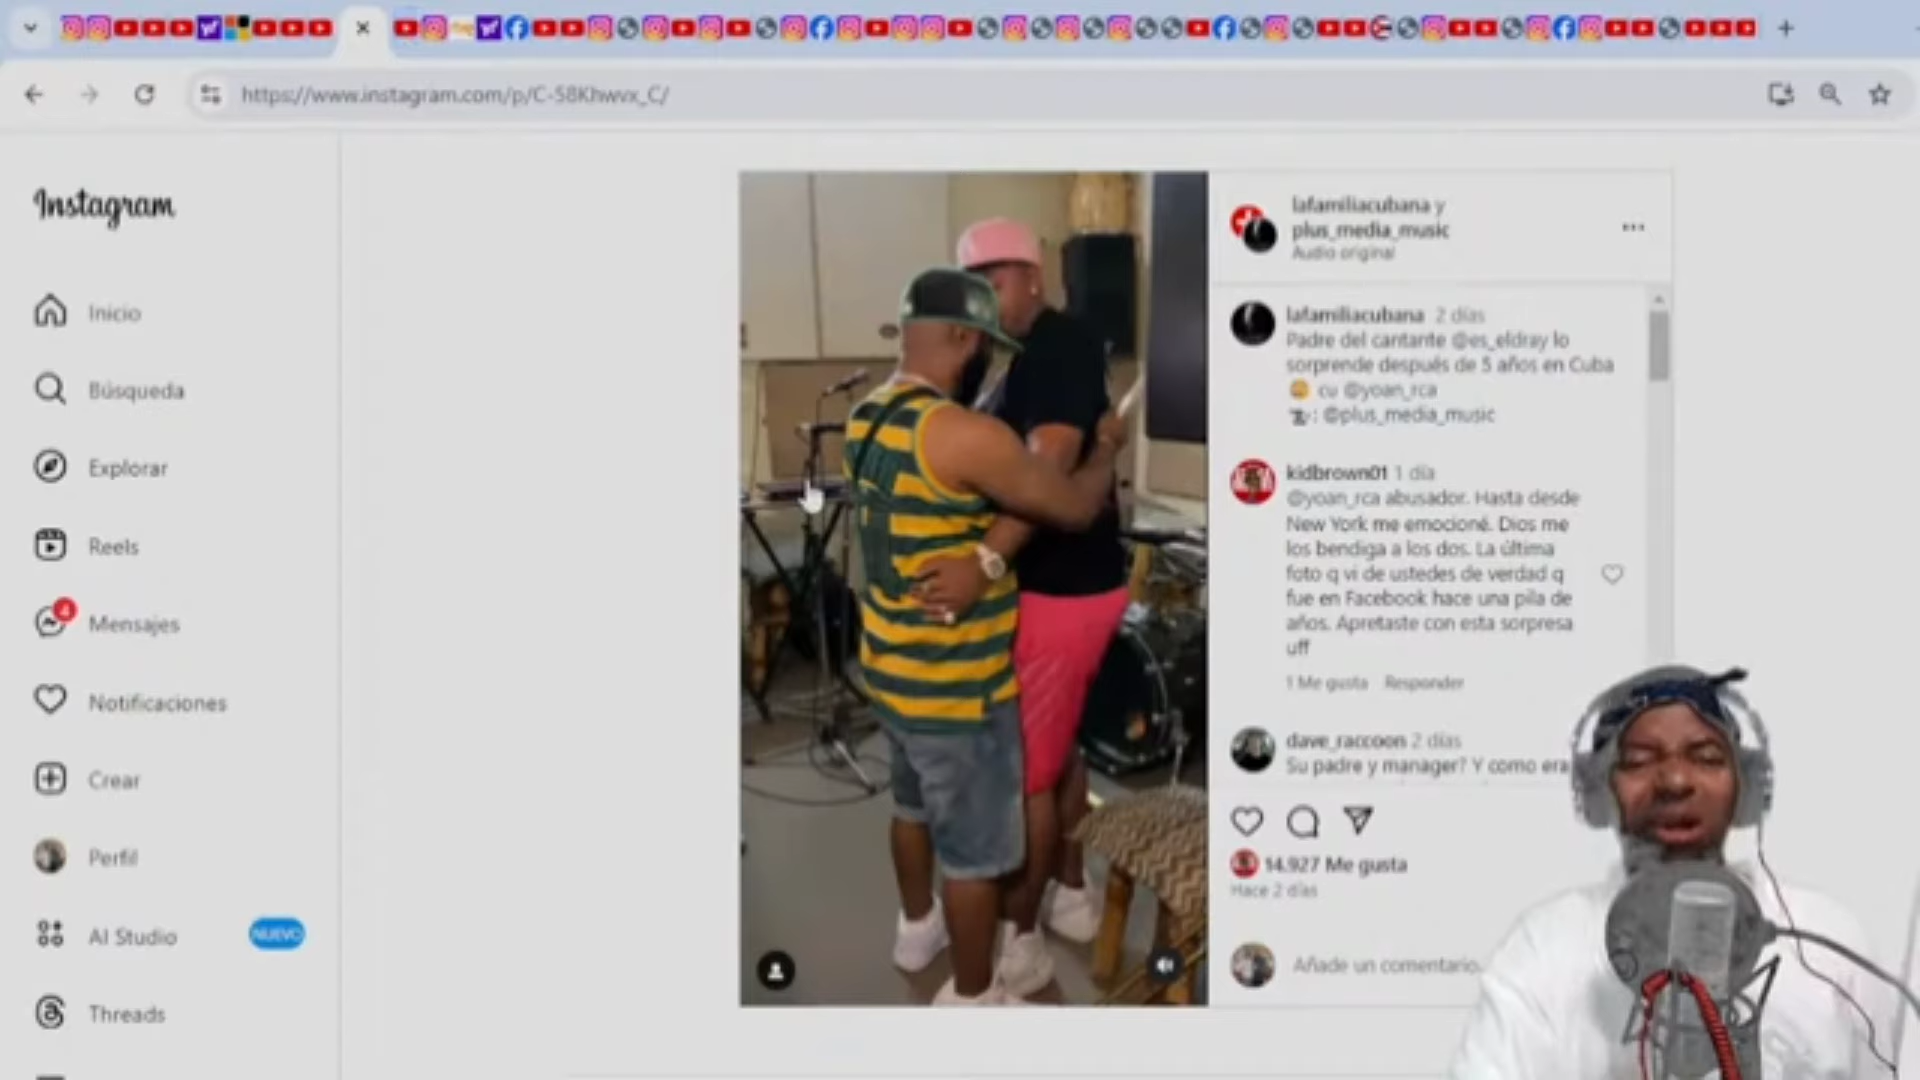 https://www.instagram.com/p/C-58Khwvx_C/
Instagram
Inicio
Búsqueda
Explorar
Reels
4
Mensajes
Notificaciones
Crear
Perfil
AI Studio
NUEVO
Threads
lafamiliacubana y
plus_media_music
Audio original
lafamiliacubana 2 días
Padre del cantante @es_eldray lo
sorprende después de 5 años en Cuba
cu @yoan_rca
: @plus_media_music
kidbrown01 1 día
@yoan_rca abusador. Hasta desde
New York me emocioné. Dios me
los bendiga a los dos. La última
foto q vi de ustedes de verdad q
fue en Facebook hace una pila de
años. Apretaste con esta sorpresa
uff
1 Me gusta Responder
dave_raccoon 2 días
Su padre y manager? Y como era
14.927 Me gusta
Hace 2 días
Añade un comentario...